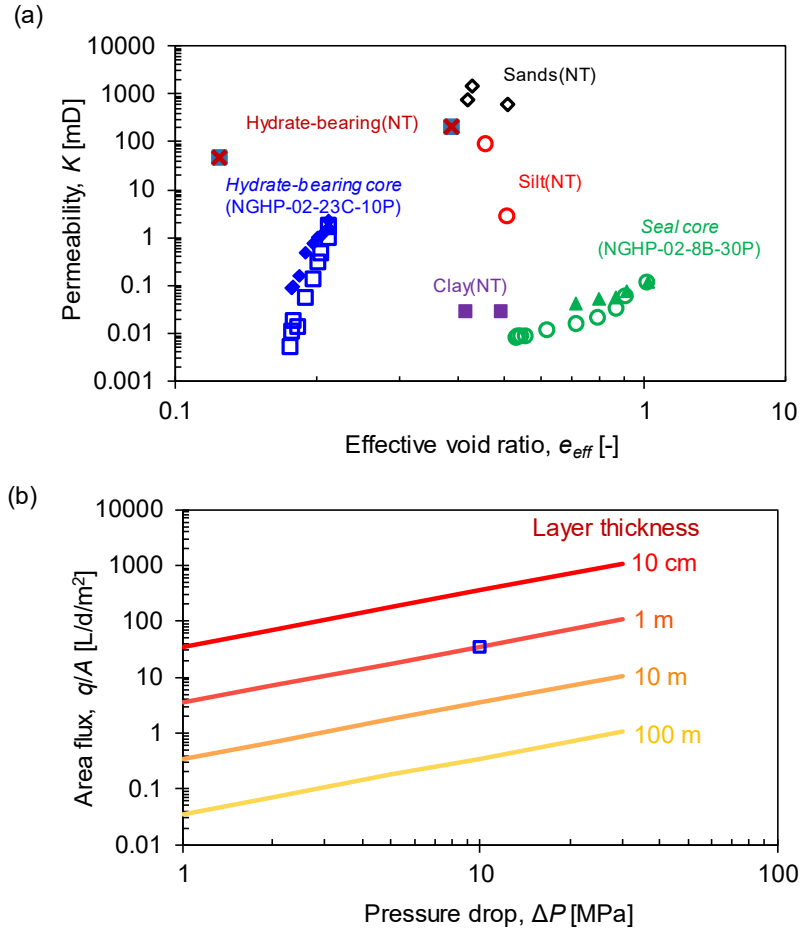 (a)
10000
1000
100
10
1
0.1
0.01
0.001
Permeability, K [mD]
Sands(NT)
Hydrate-bearing(NT)
Silt(NT)
Hydrate-bearing core
(NGHP-02-23C-10P)
Seal core
(NGHP-02-8B-30P)
Clay(NT)
0.1
1
10
Effective void ratio, eeff [-]
(b)
10000
1000
100
10
1
0.1
0.01
Area flux, q/A [L/d/m²]
Layer thickness
10 cm
1 m
10 m
100 m
1
10
100
Pressure drop, ΔP [MPa]